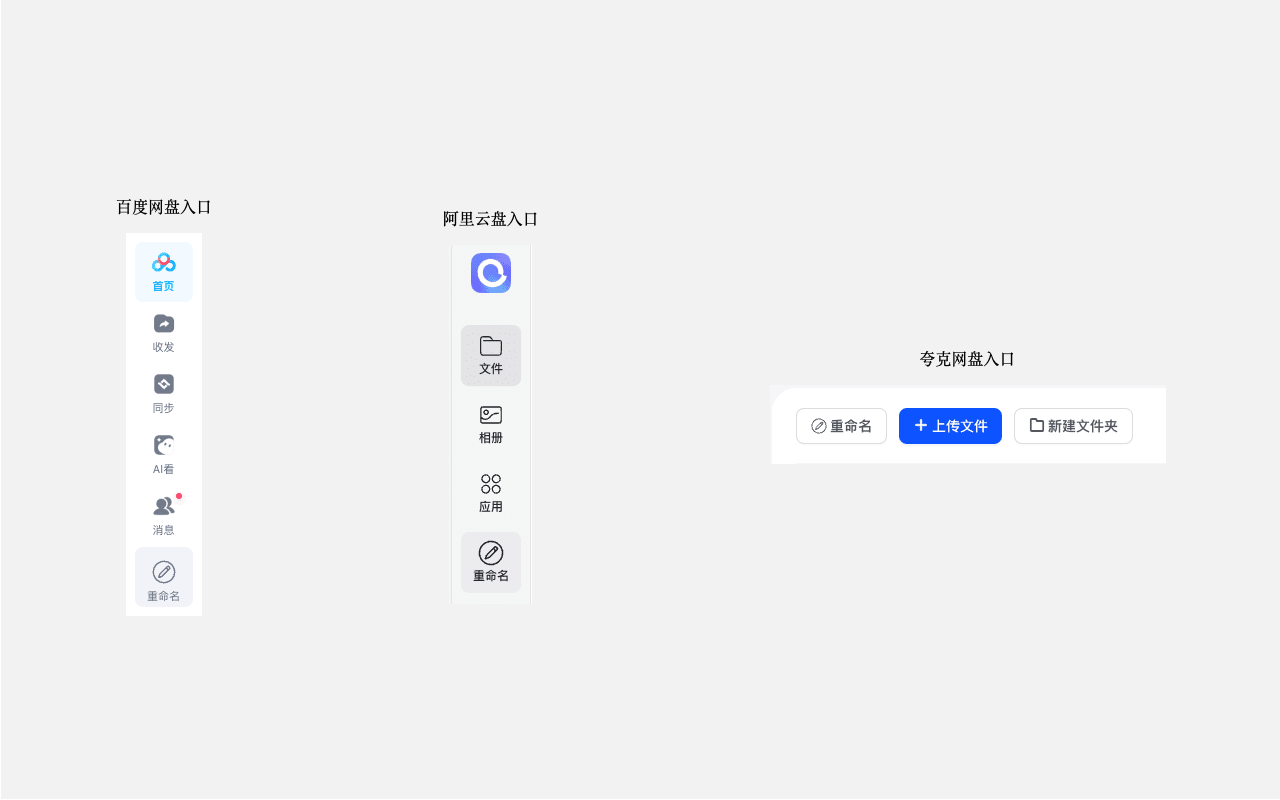 百度网盘入口
首页
收发
同步
AI看
消息
重命名
阿里云盘入口
文件
相册
应用
重命名
夸克网盘入口
重命名
上传文件
新建文件夹